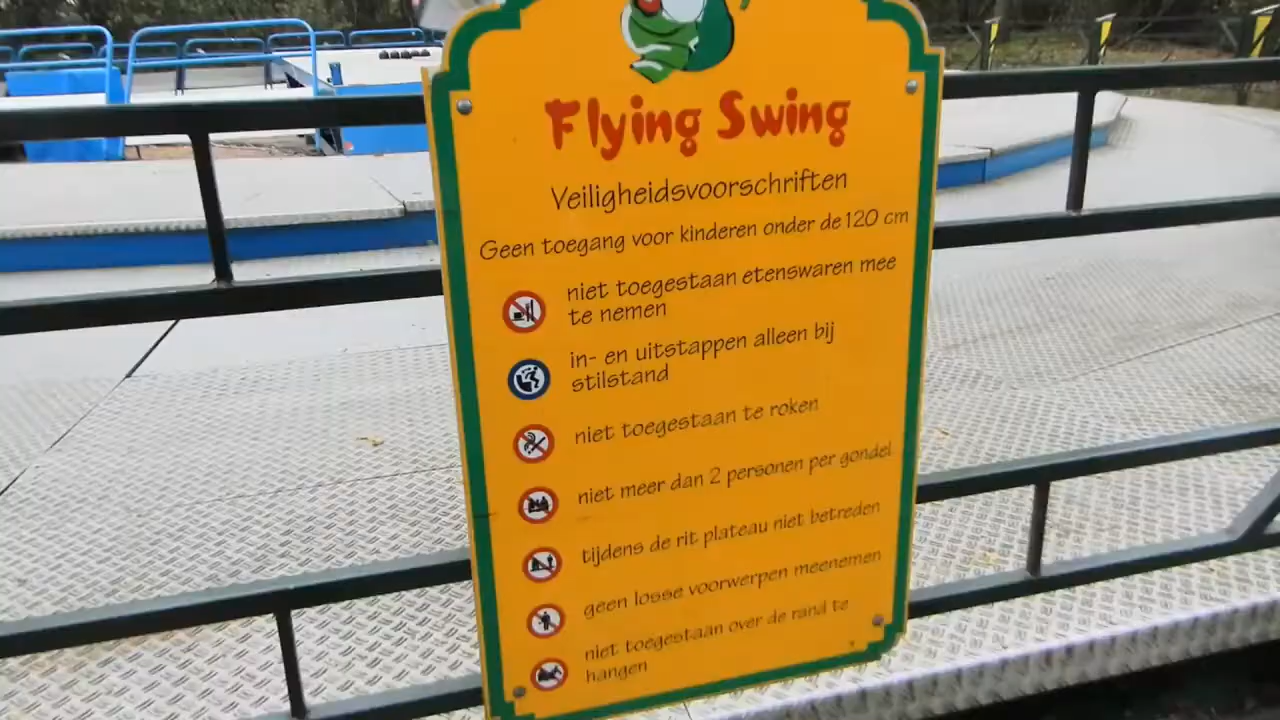 Flying Swing
Veiligheidsvoorschriften
Geen toegang voor kinderen onder de 120 cm
niet toegestaan etenswaren mee
te nemen
in- en uitstappen alleen bij
stilstand
niet toegestaan te roken
niet meer dan 2 personen per gondel
tijdens de rit plateau niet betreden
geen losse voorwerpen meenemen
niet toegestaan over de rand te
hangen